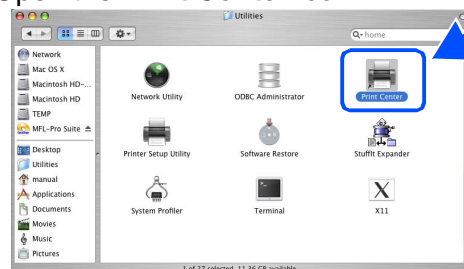 Utilities
home
Network
Mac OS X
Macintosh HD-...
Macintosh HD
TEMP
MFL-Pro Suite
Desktop
Utilities
manual
Applications
Documents
Movies
Music
Pictures
Network Utility
ODBC Administrator
Print Center
Printer Setup Utility
Software Restore
StuffIt Expander
System Profiler
Terminal
X11
1 of 27 selected, 11.36 GB available